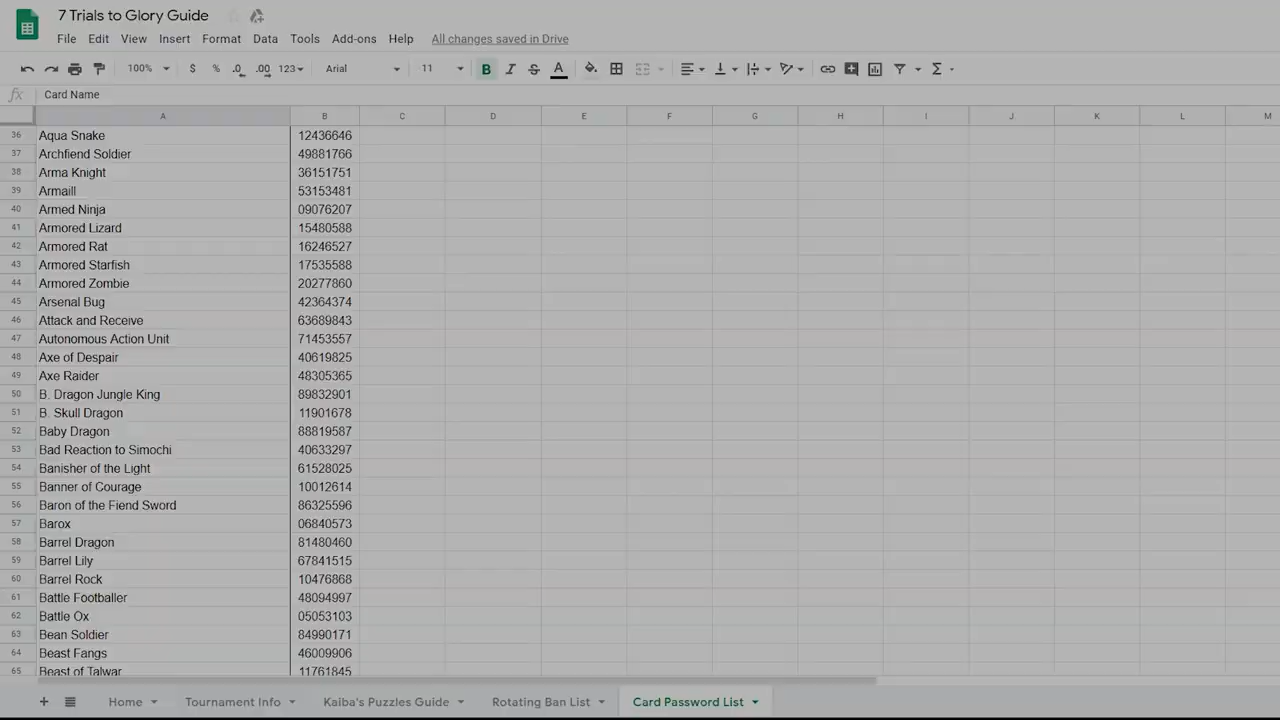 7 Trials to Glory Guide
File Edit View Insert Format Data Tools Add-ons Help All changes saved in Drive
100% $ % .0 .00 123 Arial 11 B I S A Σ
fx Card Name
A B C D E F G H I J K L M
36 Aqua Snake 12436646
37 Archfiend Soldier 49881766
38 Arma Knight 36151751
39 Armaill 53153481
40 Armed Ninja 09076207
41 Armored Lizard 15480588
42 Armored Rat 16246527
43 Armored Starfish 17535588
44 Armored Zombie 20277860
45 Arsenal Bug 42364374
46 Attack and Receive 63689843
47 Autonomous Action Unit 71453557
48 Axe of Despair 40619825
49 Axe Raider 48305365
50 B. Dragon Jungle King 89832901
51 B. Skull Dragon 11901678
52 Baby Dragon 88819587
53 Bad Reaction to Simochi 40633297
54 Banisher of the Light 61528025
55 Banner of Courage 10012614
56 Baron of the Fiend Sword 86325596
57 Barox 06840573
58 Barrel Dragon 81480460
59 Barrel Lily 67841515
60 Barrel Rock 10476868
61 Battle Footballer 48094997
62 Battle Ox 05053103
63 Bean Soldier 84990171
64 Beast Fangs 46009906
65 Beast of Talwar 11761845
+ Home Tournament Info Kaiba's Puzzles Guide Rotating Ban List Card Password List